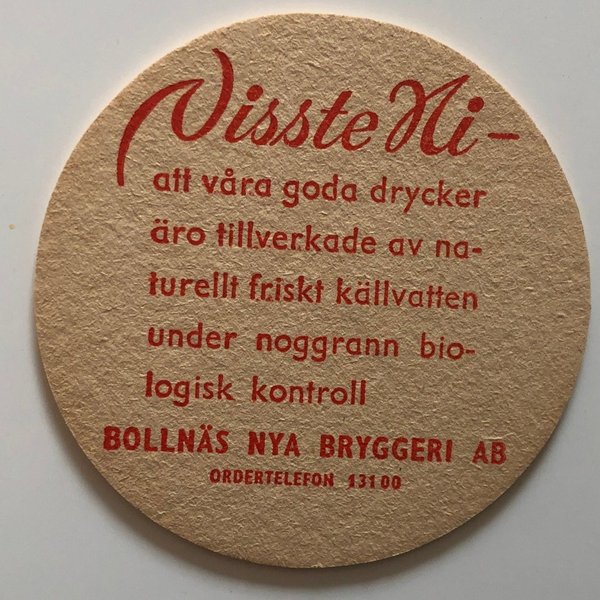 Visste Ni-
att våra goda drycker
äro tillverkade av na-
turellt friskt källvatten
under noggrann bio-
logisk kontroll
BOLLNÄS NYA BRYGGERI AB
ORDERTELEFON 13100